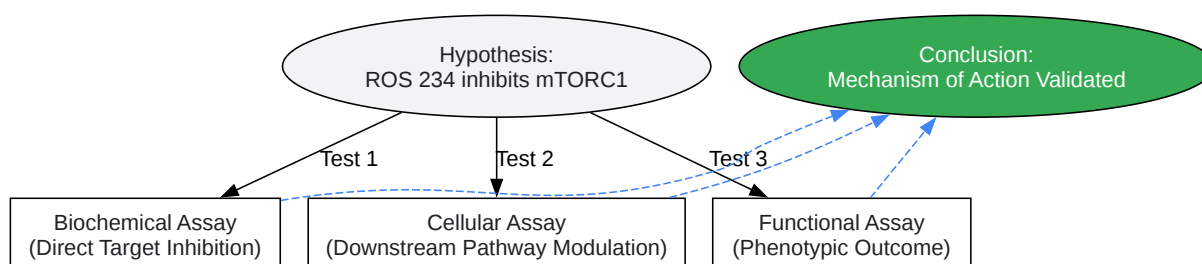 Hypothesis:
ROS 234 inhibits mTORC1
Conclusion:
Mechanism of Action Validated
Test 1
Test 2
Test 3
Biochemical Assay
(Direct Target Inhibition)
Cellular Assay
(Downstream Pathway Modulation)
Functional Assay
(Phenotypic Outcome)